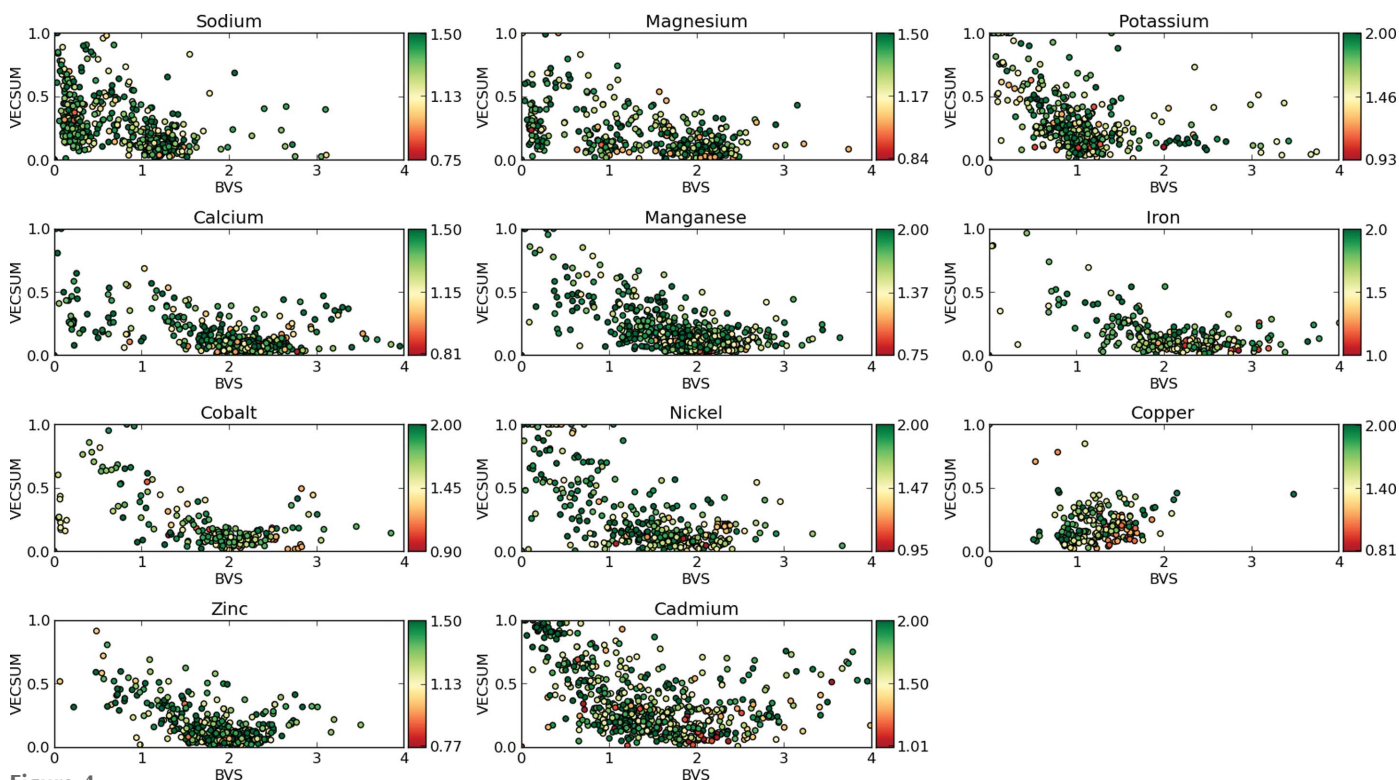 Sodium
1.0
0.5
0.0
VECSUM
0 1 2 3 4
BVS
1.50
1.13
0.75
Magnesium
1.0
0.5
0.0
VECSUM
0 1 2 3 4
BVS
1.50
1.17
0.84
Potassium
1.0
0.5
0.0
VECSUM
0 1 2 3 4
BVS
2.00
1.46
0.93
Calcium
1.0
0.5
0.0
VECSUM
0 1 2 3 4
BVS
1.50
1.15
0.81
Manganese
1.0
0.5
0.0
VECSUM
0 1 2 3 4
BVS
2.00
1.37
0.75
Iron
1.0
0.5
0.0
VECSUM
0 1 2 3 4
BVS
2.0
1.5
1.0
Cobalt
1.0
0.5
0.0
VECSUM
0 1 2 3 4
BVS
2.00
1.45
0.90
Nickel
1.0
0.5
0.0
VECSUM
0 1 2 3 4
BVS
2.00
1.47
0.95
Copper
1.0
0.5
0.0
VECSUM
0 1 2 3 4
BVS
2.00
1.40
0.81
Zinc
1.0
0.5
0.0
VECSUM
0 1 2 3 4
BVS
1.50
1.13
0.77
Cadmium
1.0
0.5
0.0
VECSUM
0 1 2 3 4
BVS
2.00
1.50
1.01
Figure 4